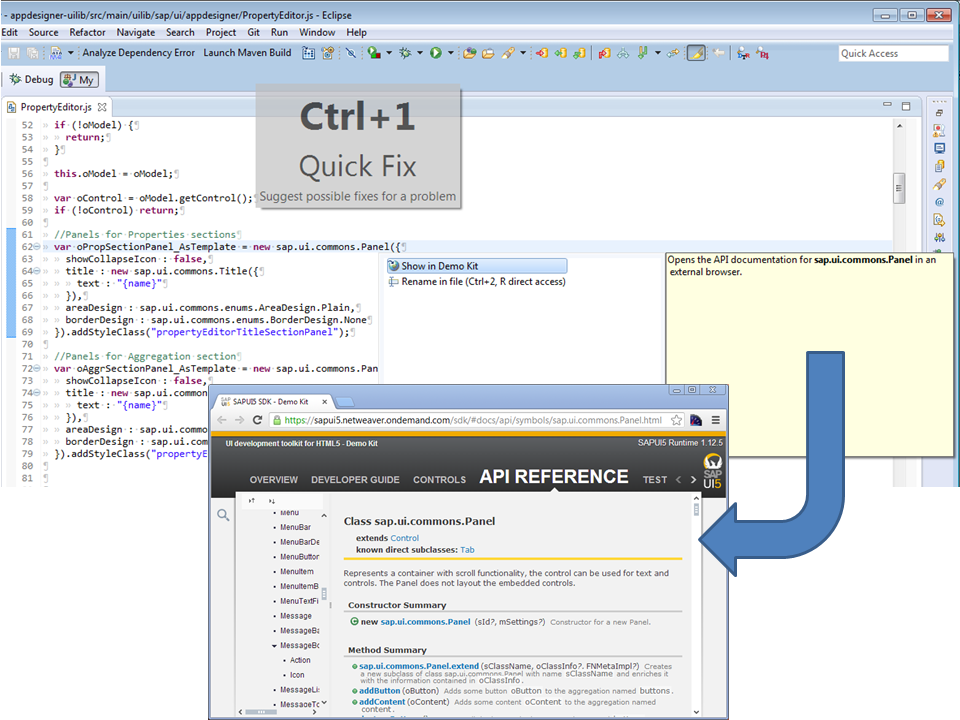 - appdesigner-uilib/src/main/uilib/sap/ui/appdesigner/PropertyEditor.js - Eclipse
Edit Source Refactor Navigate Search Project Git Run Window Help
Analyze Dependency Error Launch Maven Build
Quick Access
Debug My
PropertyEditor.js
Ctrl+1
Quick Fix
Suggest possible fixes for a problem
52 if (!oModel) {
53 return;
54 }
55
56 this.oModel = oModel;
57
58 var oControl = oModel.getControl();
59 if (!oControl) return;
60
61 //Panels for Properties sections
62 var oPropSectionPanel_AsTemplate = new sap.ui.commons.Panel({
63 showCollapseIcon : false,
64 title : new sap.ui.commons.Title({
65 text : "{name}"
66 }),
67 areaDesign : sap.ui.commons.enums.AreaDesign.Plain,
68 borderDesign : sap.ui.commons.enums.BorderDesign.None
69 }).addStyleClass("propertyEditorTitleSectionPanel");
70
71 //Panels for Aggregation section
72 var oAggrSectionPanel_AsTemplate = new sap.ui.commons.Pan
73 showCollapseIcon : false,
74 title : new sap.ui.common
75 text : "{name}"
76 }),
77 areaDesign : sap.ui.commo
78 borderDesign : sap.ui.com
79 }).addStyleClass("propertyE
80
81
Show in Demo Kit
Rename in file (Ctrl+2, R direct access)
Opens the API documentation for sap.ui.commons.Panel in an
external browser.
SAPUI5 SDK - Demo Kit
https://sapui5.netweaver.ondemand.com/sdk/#docs/api/symbols/sap.ui.commons.Panel.html
UI development toolkit for HTML5 - Demo Kit
SAPUI5 Runtime 1.12.5
OVERVIEW DEVELOPER GUIDE CONTROLS API REFERENCE TEST
SAP
UI5
Menu
MenuBar
MenuBarDe
MenuButton
MenuItem
MenuItemB
MenuTextFi
Message
MessageBa
MessageBo
Action
Icon
MessageLis
MessageTo
Class sap.ui.commons.Panel
extends Control
known direct subclasses: Tab
Represents a container with scroll functionality, the control can be used for text and
controls. The Panel does not layout the embedded controls.
Constructor Summary
new sap.ui.commons.Panel (sId?, mSettings?) Constructor for a new Panel.
Method Summary
sap.ui.commons.Panel.extend (sClassName, oClassInfo?, FNMetaImpl?) Creates
a new subclass of class sap.ui.commons.Panel with name sClassName and enriches it
with the information contained in oClassInfo.
addButton (oButton) Adds some button oButton to the aggregation named buttons.
addContent (oContent) Adds some content oContent to the aggregation named
content.